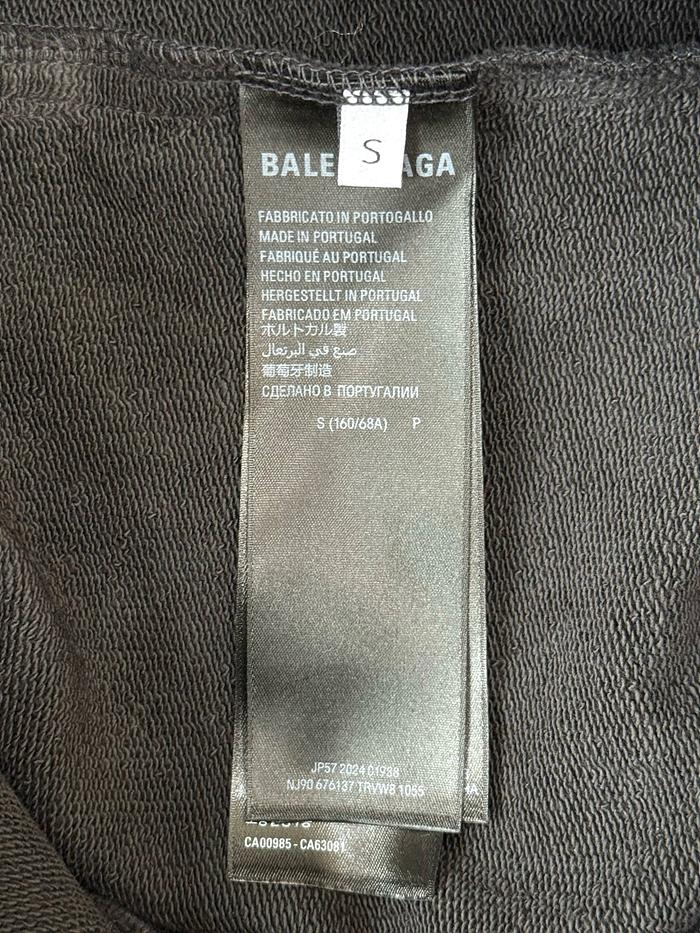 S
BALE AGA
FABBRICATO IN PORTOGALLO
MADE IN PORTUGAL
FABRIQUÉ AU PORTUGAL
HECHO EN PORTUGAL
HERGESTELLT IN PORTUGAL
FABRICADO EM PORTUGAL
ポルトガル製
صنع في البرتغال
葡萄牙制造
СДЕЛАНО В ПОРТУГАЛИИ
S (160/68A) P
JP57 2024 01938
NJ90 676137 TRVW8 1055
CA00985 - CA63081